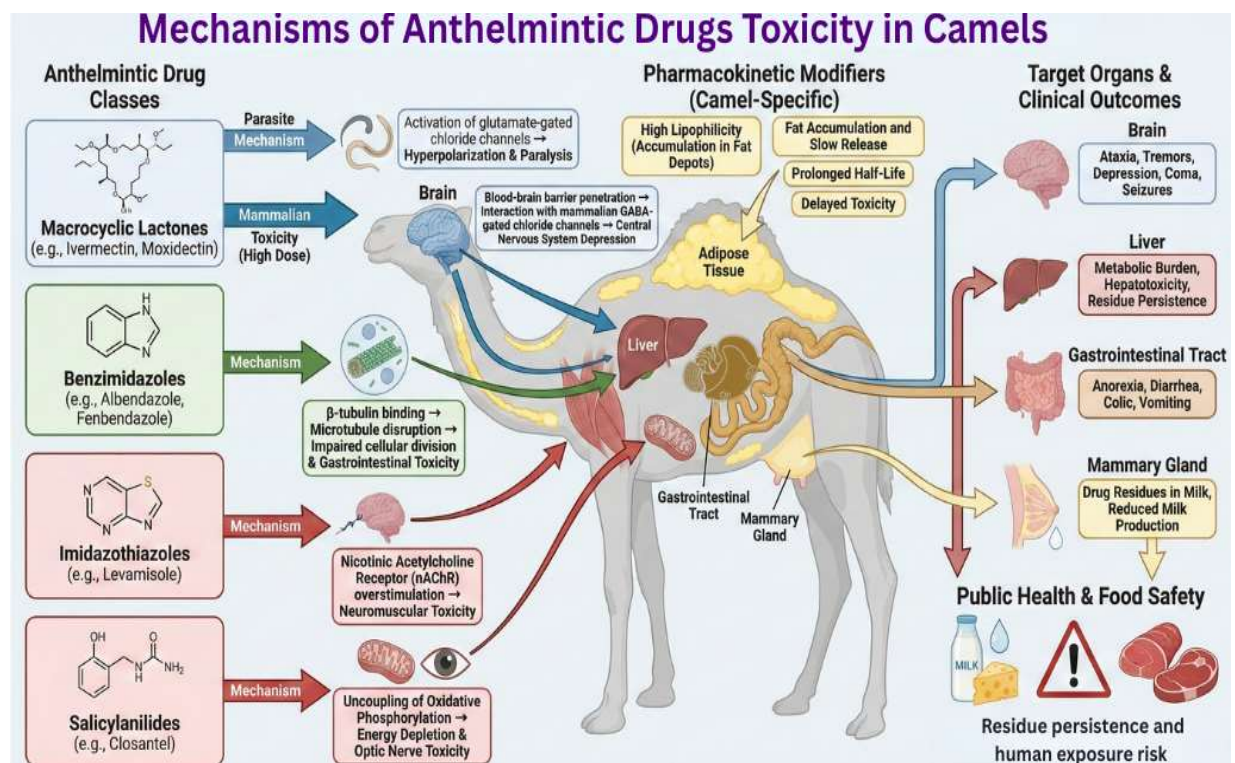 Mechanisms of Anthelmintic Drugs Toxicity in Camels
Anthelmintic Drug
Classes
Macrocyclic Lactones
(e.g., Ivermectin, Moxidectin)
Parasite
Mechanism
Activation of glutamate-gated
chloride channels →
Hyperpolarization & Paralysis
Mammalian
Toxicity
(High Dose)
Brain
Blood-brain barrier penetration →
Interaction with mammalian GABA-
gated chloride channels → Central
Nervous System Depression
H
N
N
Benzimidazoles
(e.g., Albendazole,
Fenbendazole)
Mechanism
β-tubulin binding →
Microtubule disruption →
Impaired cellular division
& Gastrointestinal Toxicity
N
S
N
N
Imidazothiazoles
(e.g., Levamisole)
Mechanism
Nicotinic Acetylcholine
Receptor (nAChR)
overstimulation →
Neuromuscular Toxicity
OH
O
N
H
NH₂
Salicylanilides
(e.g., Closantel)
Mechanism
Uncoupling of Oxidative
Phosphorylation →
Energy Depletion &
Optic Nerve Toxicity
Pharmacokinetic Modifiers
(Camel-Specific)
High Lipophilicity
(Accumulation in Fat
Depots)
Fat Accumulation and
Slow Release
Prolonged Half-Life
Delayed Toxicity
Adipose
Tissue
Liver
Gastrointestinal
Tract
Mammary
Gland
Target Organs &
Clinical Outcomes
Brain
Ataxia, Tremors,
Depression, Coma,
Seizures
Liver
Metabolic Burden,
Hepatotoxicity,
Residue Persistence
Gastrointestinal Tract
Anorexia, Diarrhea,
Colic, Vomiting
Mammary Gland
Drug Residues in Milk,
Reduced Milk
Production
Public Health & Food Safety
MILK
!
Residue persistence and
human exposure risk